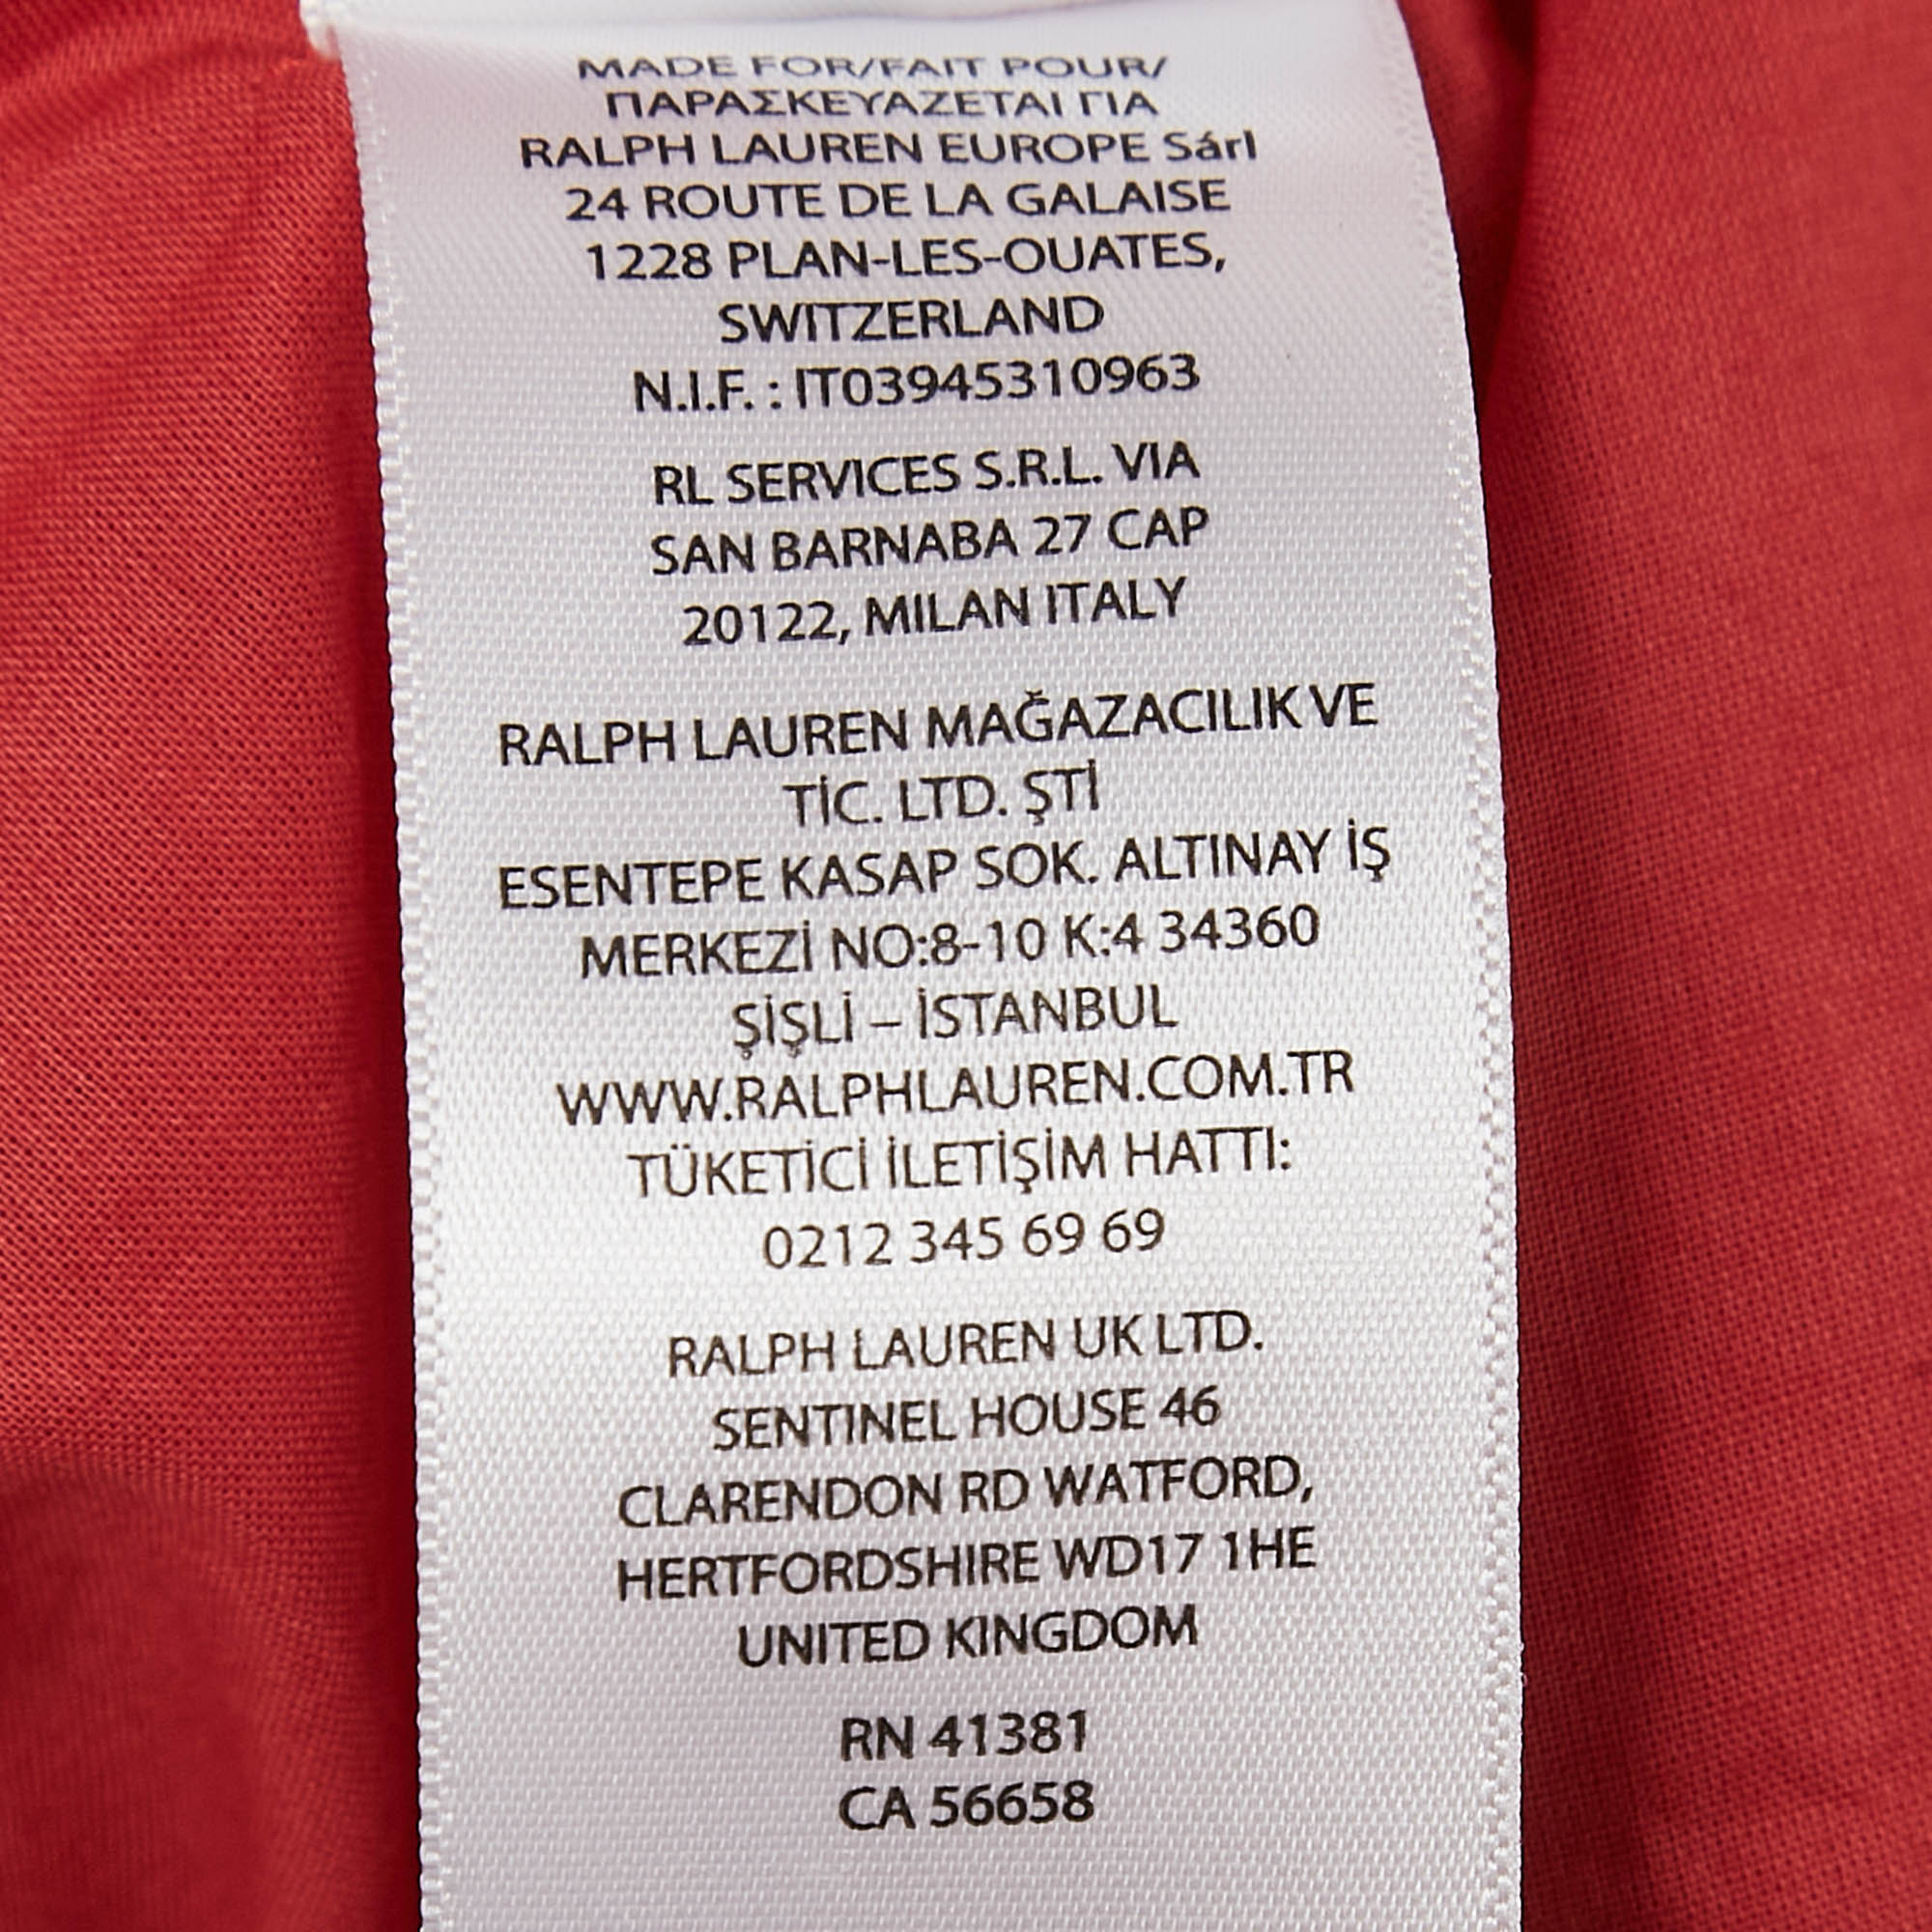 MADE FOR/FAIT POUR/
ΠΑΡΑΣΚΕΥΑΖΕΤΑΙ ΓΙΑ
RALPH LAUREN EUROPE Sárl
24 ROUTE DE LA GALAISE
1228 PLAN-LES-OUATES,
SWITZERLAND
N.I.F. : IT03945310963
RL SERVICES S.R.L. VIA
SAN BARNABA 27 CAP
20122, MILAN ITALY
RALPH LAUREN MAĞAZACILIK VE
TİC. LTD. ŞTİ
ESENTEPE KASAP SOK. ALTINAY İŞ
MERKEZİ NO:8-10 K:4 34360
ŞİŞLİ – İSTANBUL
WWW.RALPHLAUREN.COM.TR
TÜKETİCİ İLETİŞİM HATTI:
0212 345 69 69
RALPH LAUREN UK LTD.
SENTINEL HOUSE 46
CLARENDON RD WATFORD,
HERTFORDSHIRE WD17 1HE
UNITED KINGDOM
RN 41381
CA 56658